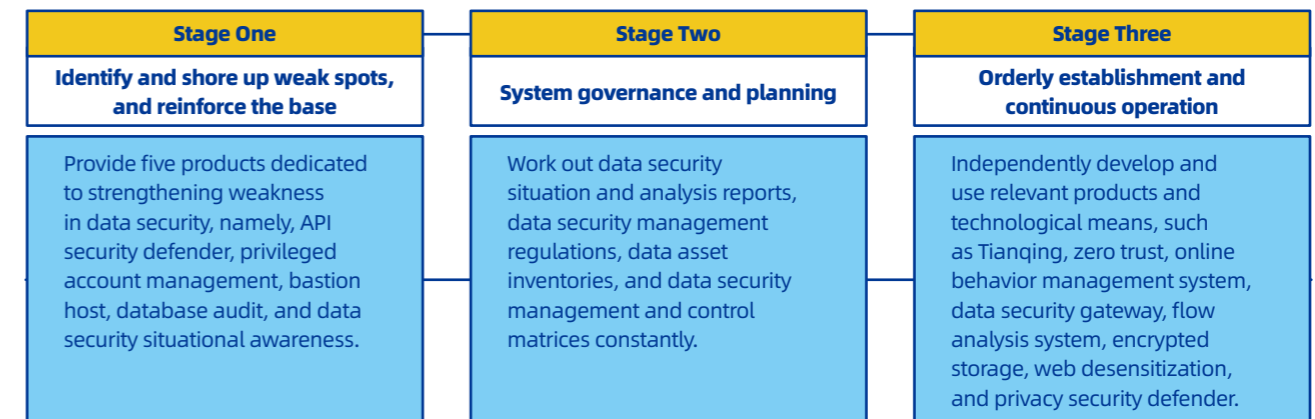 Stage One
Identify and shore up weak spots,
and reinforce the base
Provide five products dedicated
to strengthening weakness
in data security, namely, API
security defender, privileged
account management, bastion
host, database audit, and data
security situational awareness.
Stage Two
System governance and planning
Work out data security
situation and analysis reports,
data security management
regulations, data asset
inventories, and data security
management and control
matrices constantly.
Stage Three
Orderly establishment and
continuous operation
Independently develop and
use relevant products and
technological means, such
as Tianqing, zero trust, online
behavior management system,
data security gateway, flow
analysis system, encrypted
storage, web desensitization,
and privacy security defender.